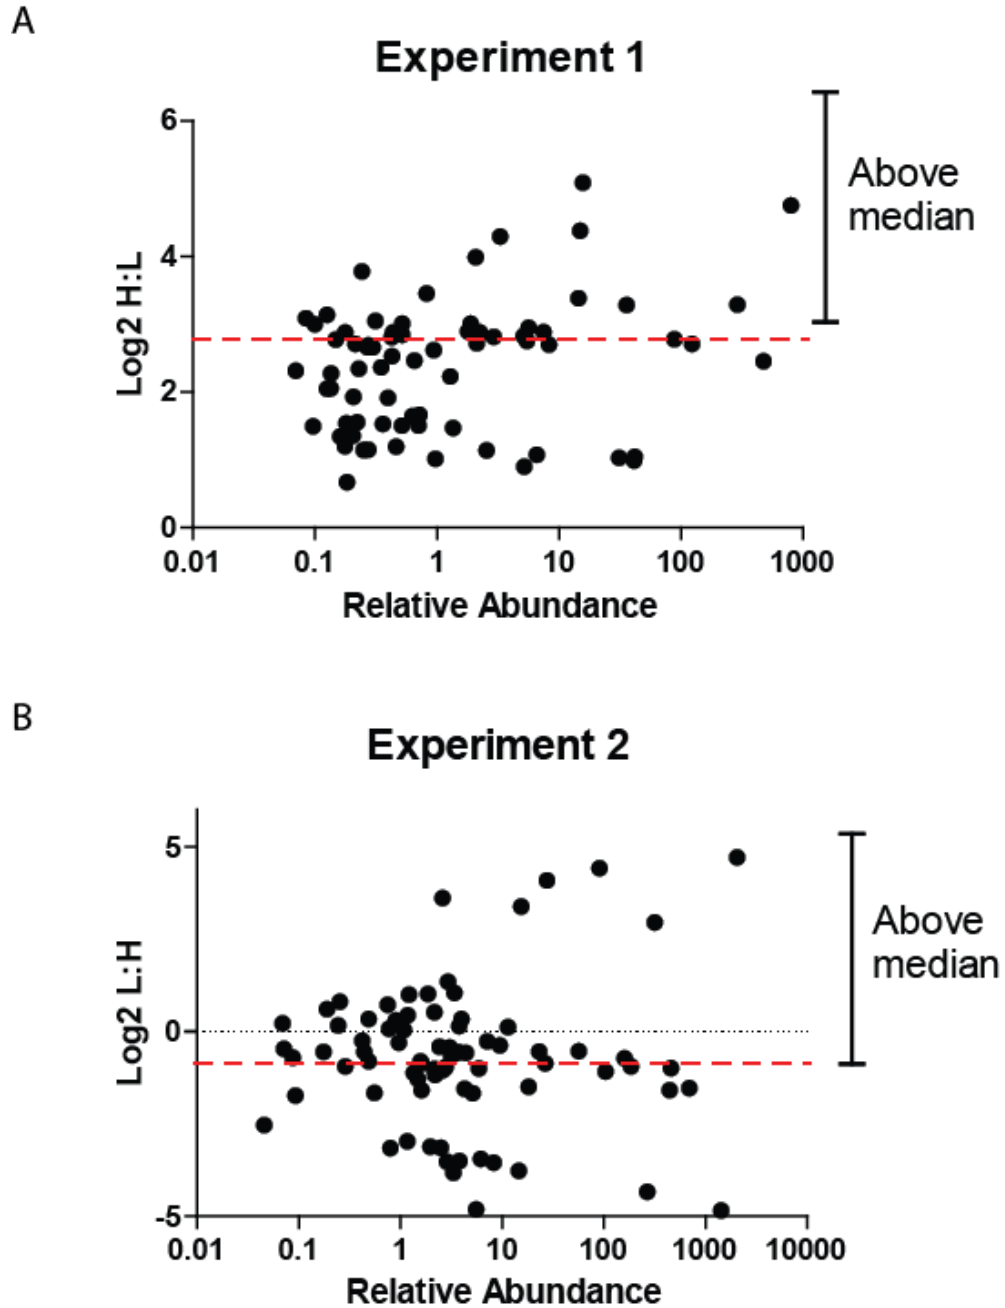 A
Experiment 1
6
4
2
0
Log2 H:L
Above
median
0.01 0.1 1 10 100 1000
Relative Abundance
B
Experiment 2
5
0
-5
Log2 L:H
Above
median
0.01 0.1 1 10 100 1000 10000
Relative Abundance